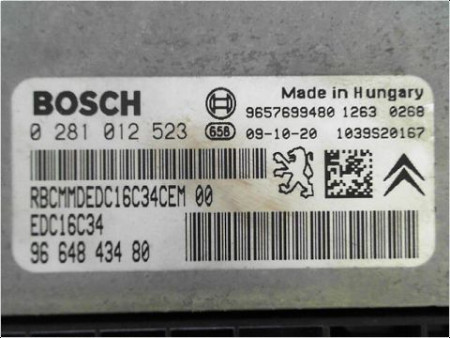 BOSCH
Made in Hungary
9657699480 1263 0268
0 281 012 523 658 09-10-20 1039S20167
RBCMMDEDC16C34CEM 00
EDC16C34
96 648 434 80